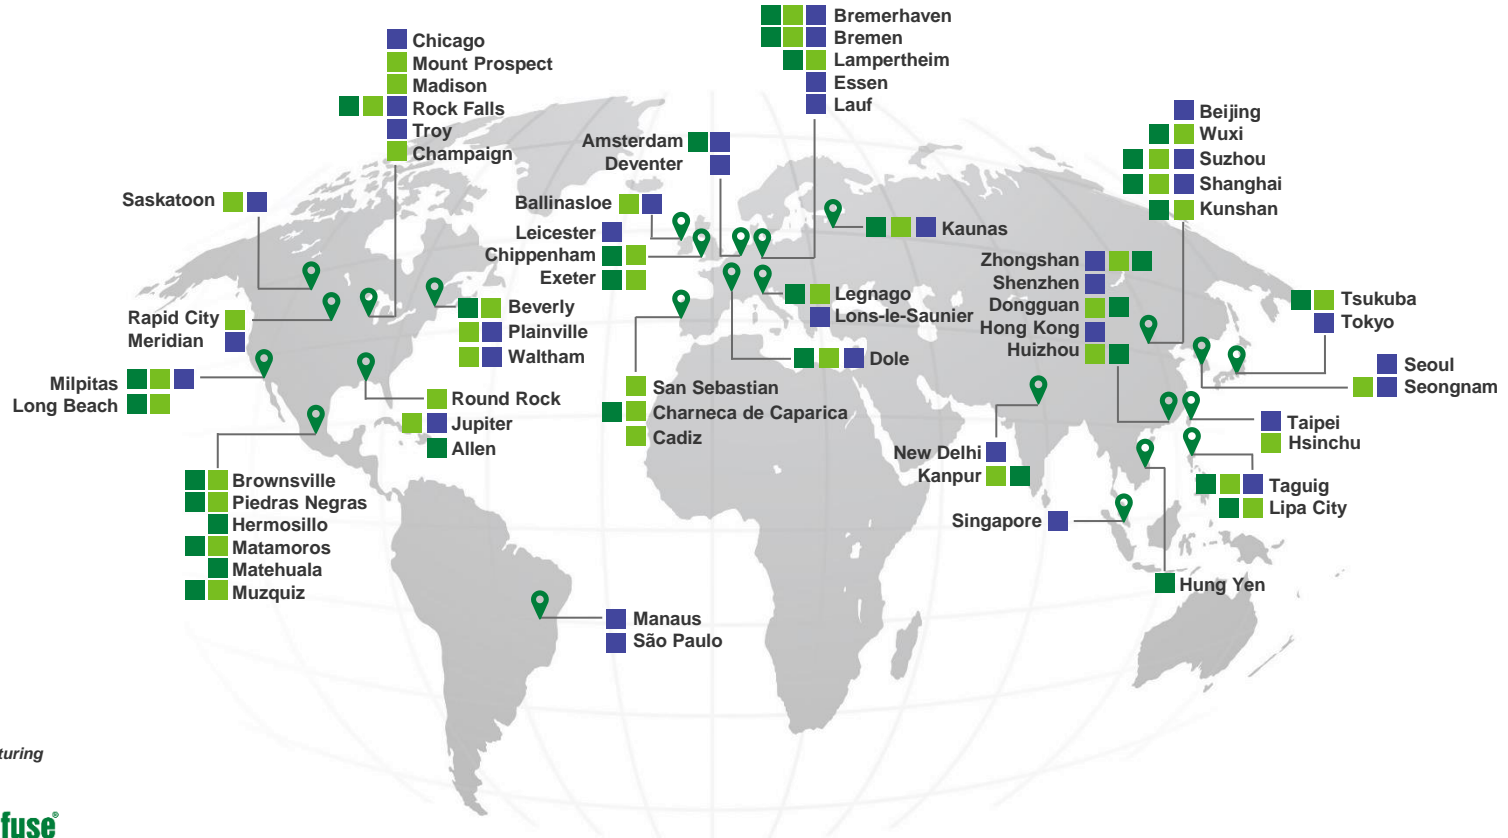 Chicago
Mount Prospect
Madison
Rock Falls
Troy
Champaign
Saskatoon
Rapid City
Meridian
Milpitas
Long Beach
Beverly
Plainville
Waltham
Round Rock
Jupiter
Allen
Brownsville
Piedras Negras
Hermosillo
Matamoros
Matehuala
Muzquiz
Manaus
São Paulo
Bremerhaven
Bremen
Lampertheim
Essen
Lauf
Amsterdam
Deventer
Ballinasloe
Leicester
Chippenham
Exeter
Kaunas
Legnago
Lons-le-Saunier
Dole
San Sebastian
Charneca de Caparica
Cadiz
Beijing
Wuxi
Suzhou
Shanghai
Kunshan
Zhongshan
Shenzhen
Dongguan
Hong Kong
Huizhou
Tsukuba
Tokyo
Seoul
Seongnam
Taipei
Hsinchu
New Delhi
Kanpur
Singapore
Taguig
Lipa City
Hung Yen
turing
fuse®